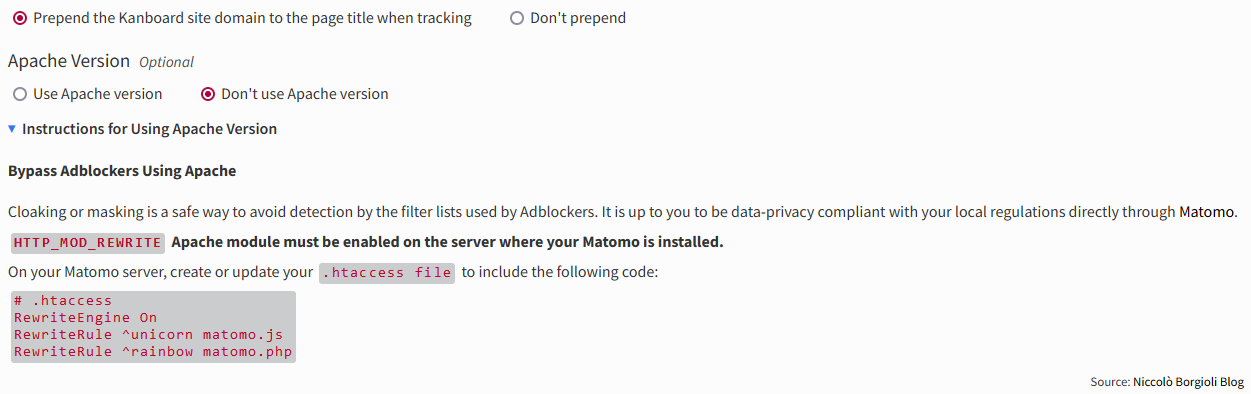 Prepend the Kanboard site domain to the page title when tracking Don't prepend
Apache Version Optional
Use Apache version Don't use Apache version
Instructions for Using Apache Version
Bypass Adblockers Using Apache
Cloaking or masking is a safe way to avoid detection by the filter lists used by Adblockers. It is up to you to be data-privacy compliant with your local regulations directly through Matomo.
HTTP_MOD_REWRITE Apache module must be enabled on the server where your Matomo is installed.
On your Matomo server, create or update your .htaccess file to include the following code:
# .htaccess
RewriteEngine On
RewriteRule ^unicorn matomo.js
RewriteRule ^rainbow matomo.php
Source: Niccolò Borgioli Blog